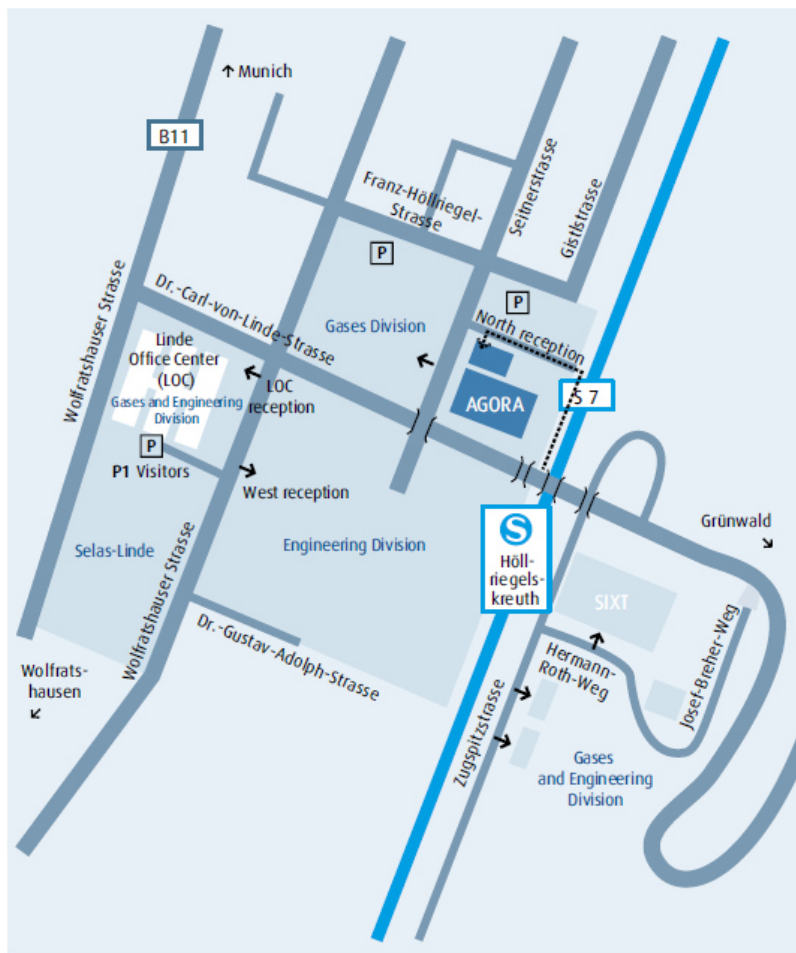 ↑ Munich
B11
Franz-Höllriegel-
Strasse
Seitnerstrasse
Gistlstrasse
P
P
Dr.-Carl-von-Linde-Strasse
Wolfratshauser Strasse
Gases Division
North reception
Linde
Office Center
(LOC)
Gases and Engineering
Division
LOC
reception
AGORA
S 7
P
P1 Visitors
West reception
S
Höll-
riegels-
kreuth
Grünwald
Selas-Linde
Engineering Division
SIXT
Wolfratshauser Strasse
Dr.-Gustav-Adolph-Strasse
Hermann-
Roth-Weg
Josef-Breher-Weg
Wolfrats-
hausen
Zugspitzstrasse
Gases
and Engineering
Division